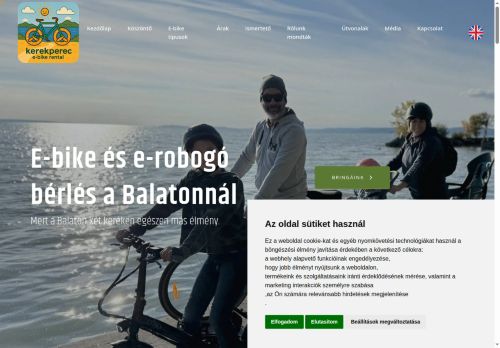 kerekperec
e-bike rental
Kezdőlap
Köszöntő
E-bike típusok
Árak
Ismertető
Rólunk mondták
Útvonalak
Média
Kapcsolat
E-bike és e-robogó
bérlés a Balatonnál
Mert a Balaton két keréken egészen más élmény
BRINGÁINK
Az oldal sütiket használ
Ez a weboldal cookie-kat és egyéb nyomkövetési technológiákat használ a
böngészési élmény javítása érdekében a következő célokra:
a webhely alapvető funkcióinak engedélyezése,
hogy jobb élményt nyújtsunk a weboldalon,
termékeink és szolgáltatásaink iránti érdeklődésének mérése, valamint a
marketing interakciók személyre szabása
,az Ön számára relevánsabb hirdetések megjelenítése
.
Elfogadom
Elutasítom
Beállítások megváltoztatása